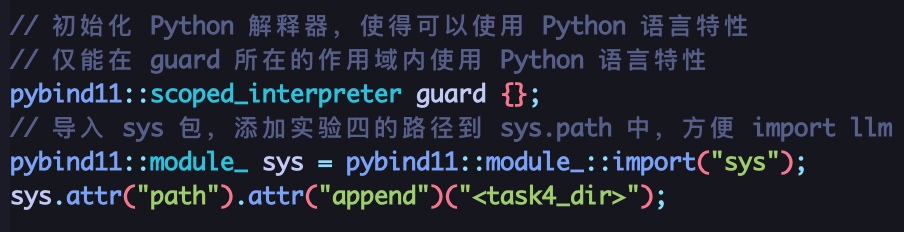 // 初始化 Python 解释器，使得可以使用 Python 语言特性
// 仅能在 guard 所在的作用域内使用 Python 语言特性
pybind11::scoped_interpreter guard {};
// 导入 sys 包，添加实验四的路径到 sys.path 中，方便 import llm
pybind11::module_ sys = pybind11::module_::import("sys");
sys.attr("path").attr("append")("<task4_dir>");